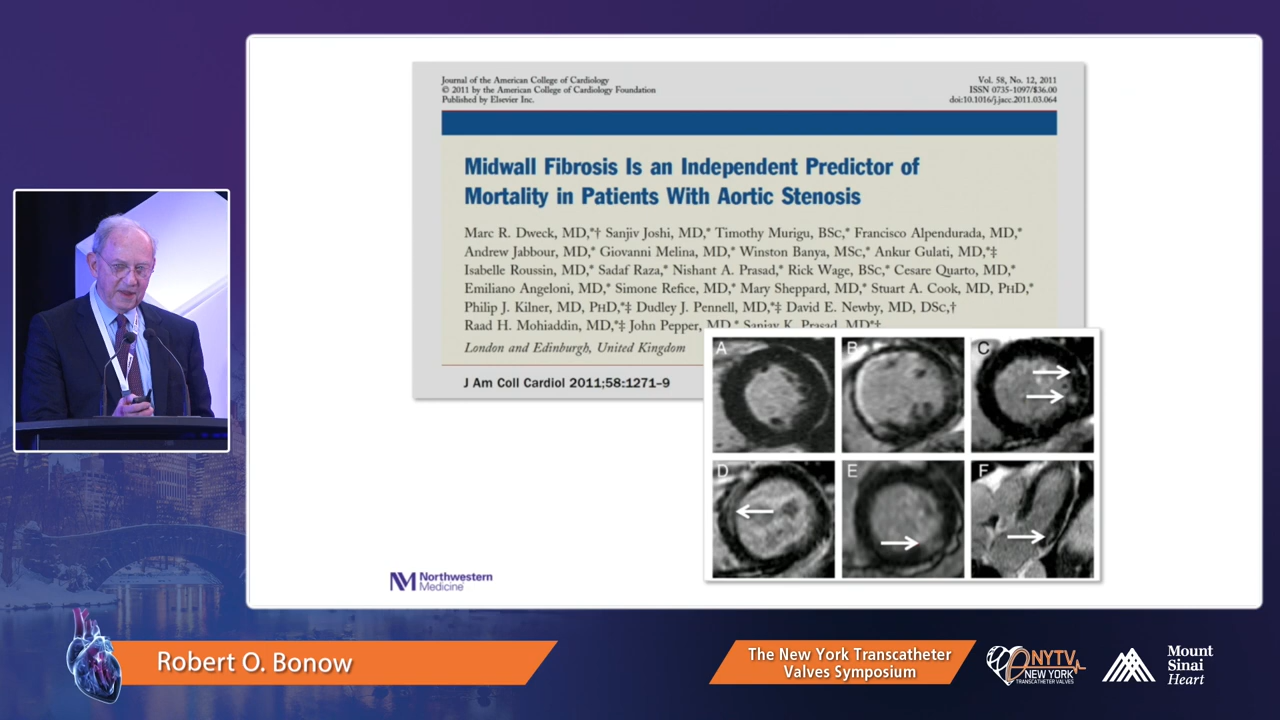 Journal of the American College of Cardiology
© 2011 by the American College of Cardiology Foundation
Published by Elsevier Inc.
Vol. 58, No. 12, 2011
ISSN 0735-1097/$36.00
doi:10.1016/j.jacc.2011.03.064
Midwall Fibrosis Is an Independent Predictor of
Mortality in Patients With Aortic Stenosis
Marc R. Dweck, MD,*† Sanjiv Joshi, MD,* Timothy Murigu, BSc,* Francisco Alpendurada, MD,*
Andrew Jabbour, MD,* Giovanni Melina, MD,* Winston Banya, MSc,* Ankur Gulati, MD,*‡
Isabelle Roussin, MD,* Sadaf Raza,* Nishant A. Prasad,* Rick Wage, BSc,* Cesare Quarto, MD,*
Emiliano Angeloni, MD,* Simone Refice, MD,* Mary Sheppard, MD,* Stuart A. Cook, MD, PhD,*
Philip J. Kilner, MD, PhD,*‡ Dudley J. Pennell, MD,*‡ David E. Newby, MD, DSc,†
Raad H. Mohiaddin, MD,*‡ John Pepper, MD,* Sanjay K. Prasad, MD*†
London and Edinburgh, United Kingdom
J Am Coll Cardiol 2011;58:1271–9
A
B
C
D
E
F
Northwestern
Medicine
Robert O. Bonow
The New York Transcatheter
Valves Symposium
NYTV
NEW YORK
TRANSCATHETER VALVES
Mount
Sinai
Heart